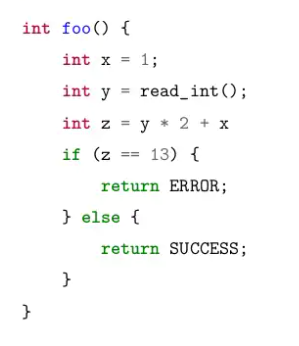 int foo() {
    int x = 1;
    int y = read_int();
    int z = y * 2 + x
    if (z == 13) {
        return ERROR;
    } else {
        return SUCCESS;
    }
}